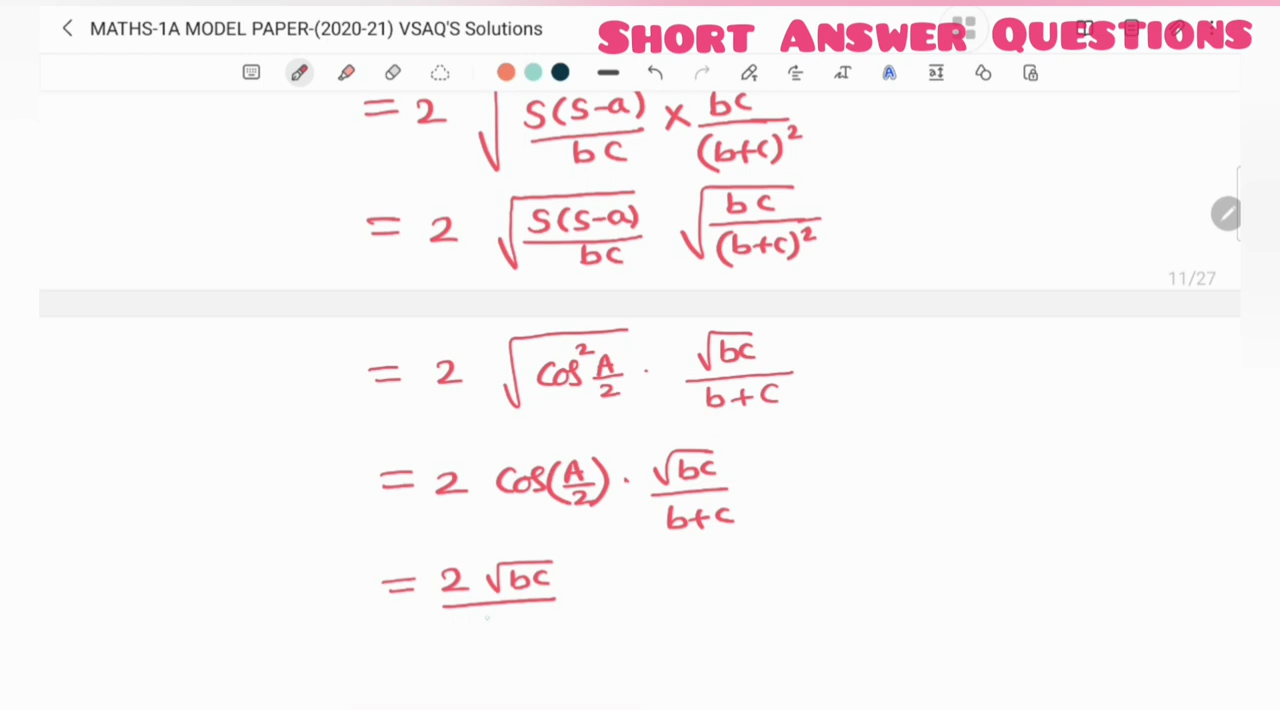 MATHS-1A MODEL PAPER-(2020-21) VSAQ'S Solutions
SHORT ANSWER QUESTIONS
= 2 √(S(S-a)/bc × bc/(b+c)²)
= 2 √(S(S-a)/bc) √(bc/(b+c)²)
11/27
= 2 √(cos² A/2) · √bc/b+c
= 2 cos(A/2) · √bc/b+c
= 2 √bc